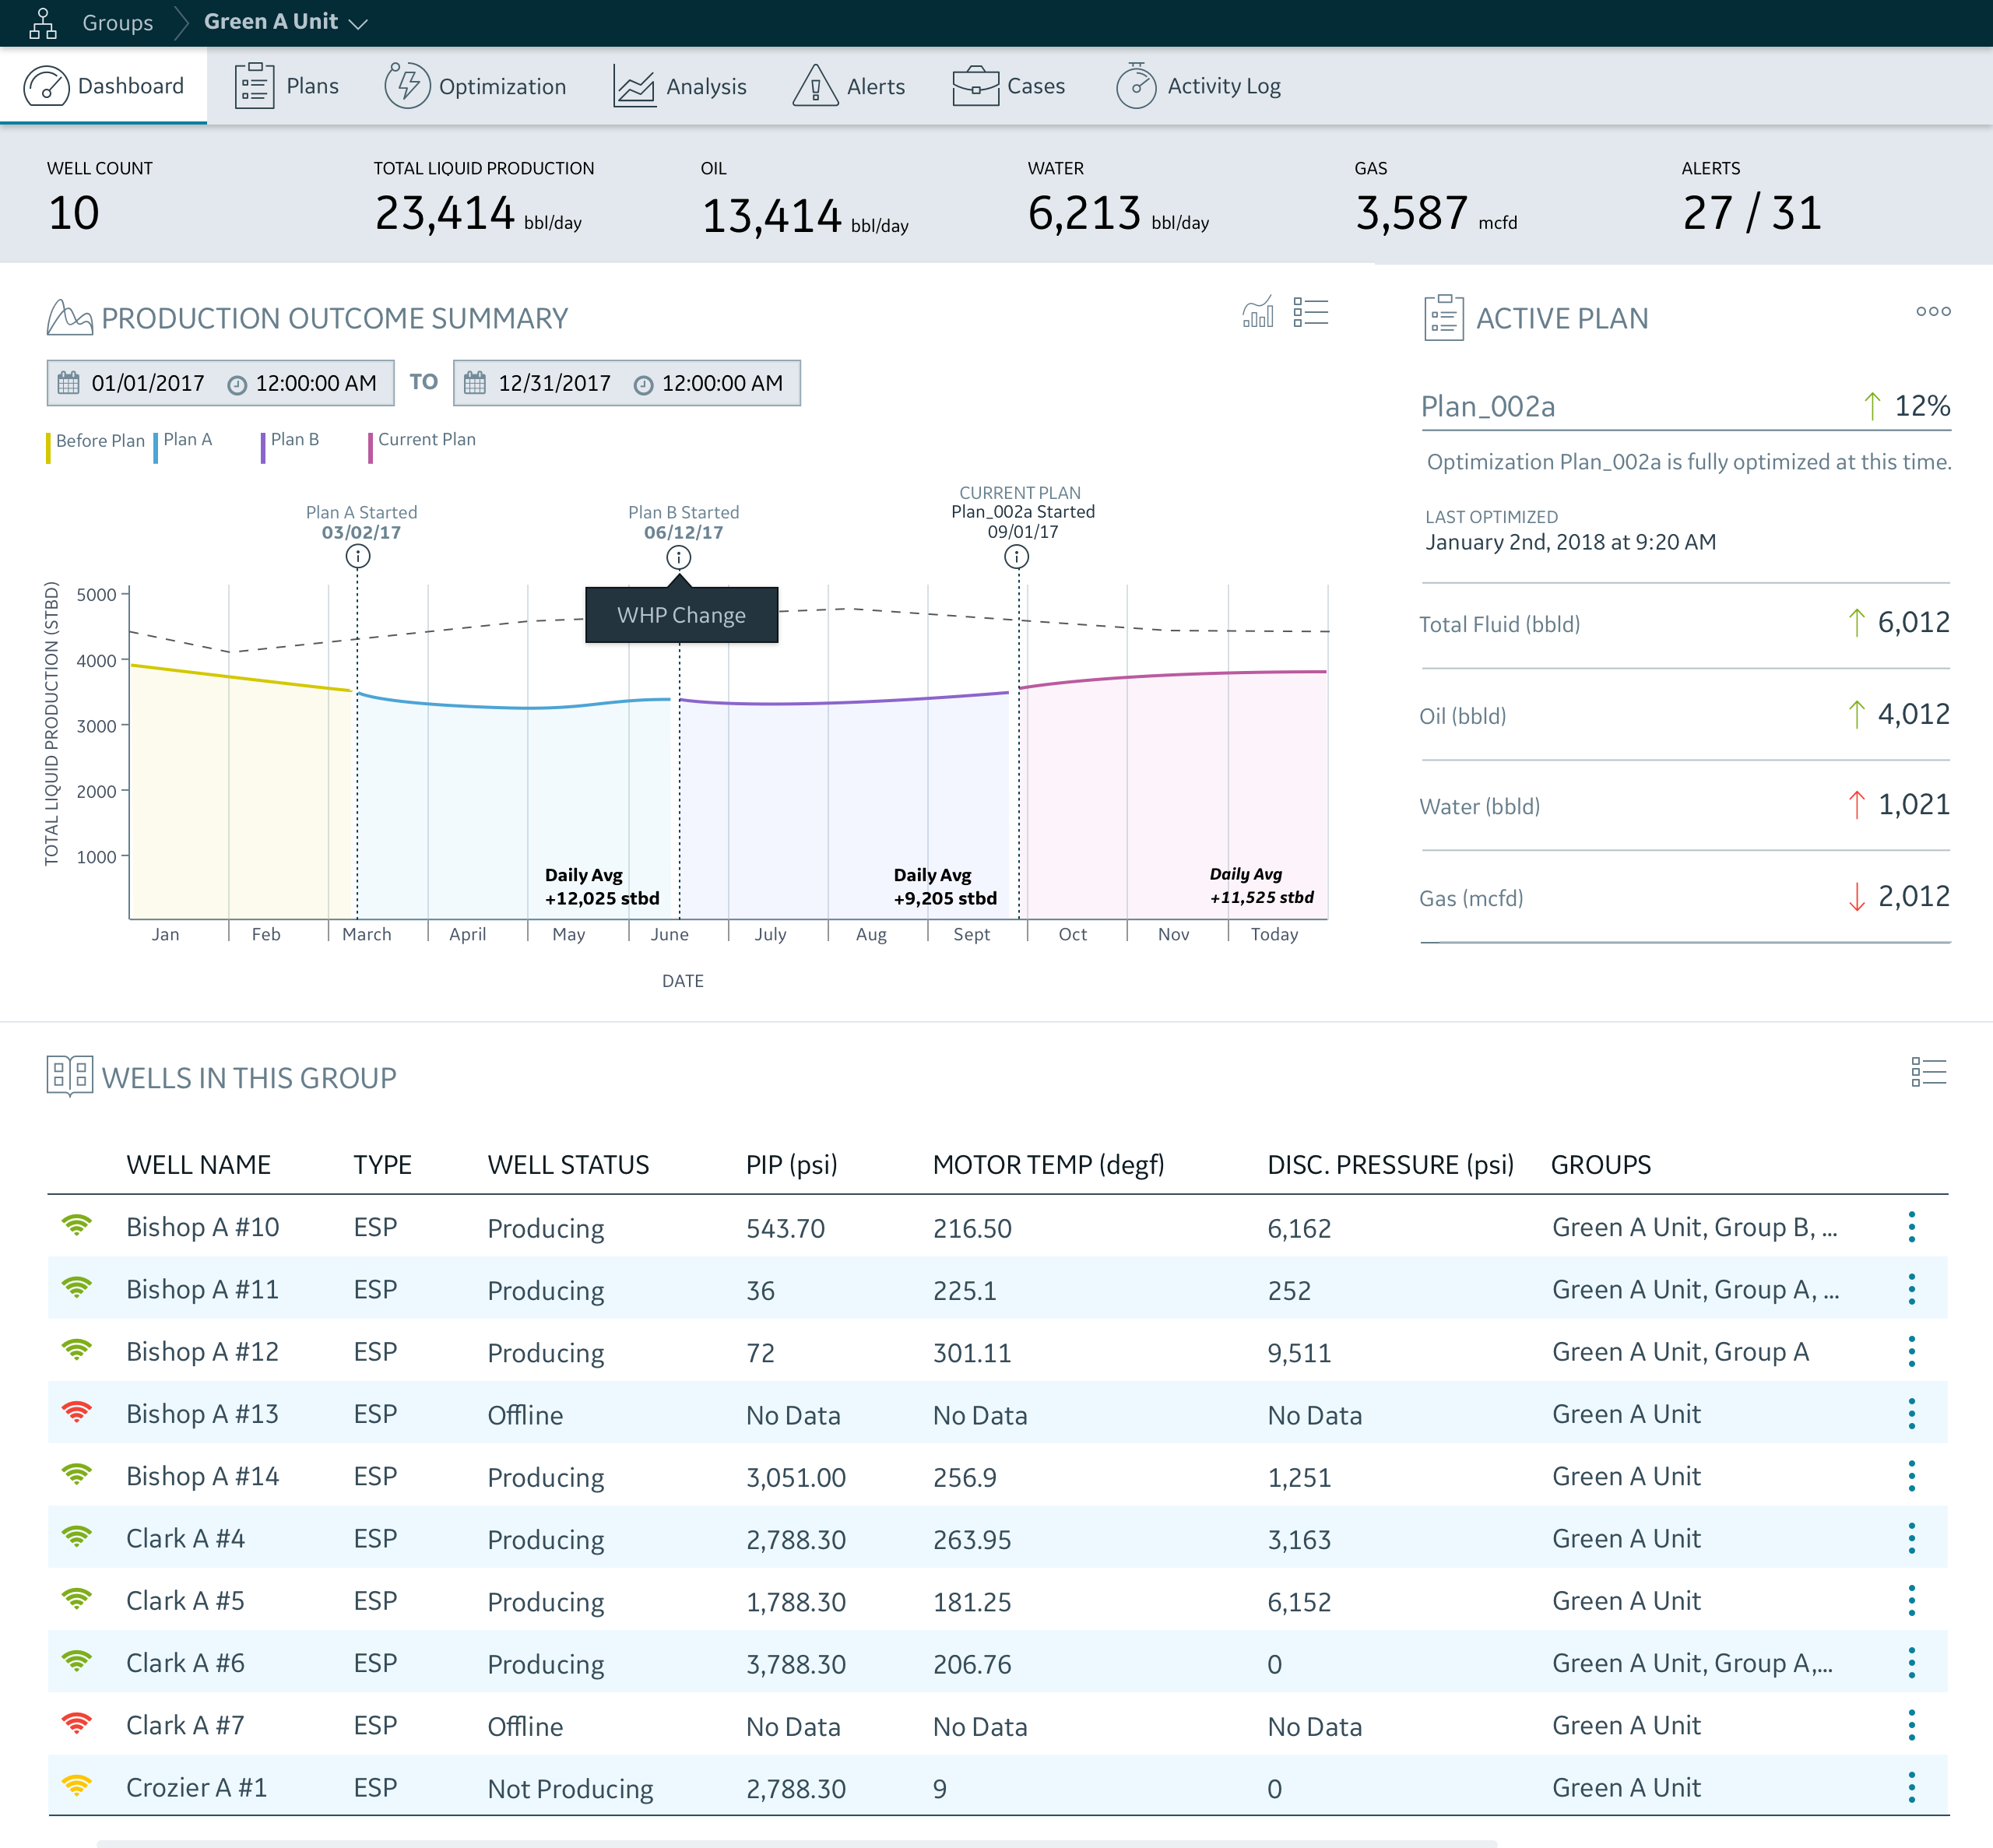 Groups Green A Unit
Dashboard Plans Optimization Analysis Alerts Cases Activity Log
WELL COUNT TOTAL LIQUID PRODUCTION OIL WATER GAS ALERTS
10 23,414 bbl/day 13,414 bbl/day 6,213 bbl/day 3,587 mcfd 27 / 31
PRODUCTION OUTCOME SUMMARY
01/01/2017 12:00:00 AM TO 12/31/2017 12:00:00 AM
Before Plan Plan A Plan B Current Plan
CURRENT PLAN
Plan A Started Plan B Started Plan_002a Started
03/02/17 06/12/17 09/01/17
WHP Change
TOTAL LIQUID PRODUCTION (STBD)
5000
4000
3000
2000
1000
Daily Avg Daily Avg Daily Avg
+12,025 stbd +9,205 stbd +11,525 stbd
Jan Feb March April May June July Aug Sept Oct Nov Today
DATE
ACTIVE PLAN
Plan_002a 12%
Optimization Plan_002a is fully optimized at this time.
LAST OPTIMIZED
January 2nd, 2018 at 9:20 AM
Total Fluid (bbld) 6,012
Oil (bbld) 4,012
Water (bbld) 1,021
Gas (mcfd) 2,012
WELLS IN THIS GROUP
WELL NAME TYPE WELL STATUS PIP (psi) MOTOR TEMP (degf) DISC. PRESSURE (psi) GROUPS
Bishop A #10 ESP Producing 543.70 216.50 6,162 Green A Unit, Group B, ...
Bishop A #11 ESP Producing 36 225.1 252 Green A Unit, Group A, ...
Bishop A #12 ESP Producing 72 301.11 9,511 Green A Unit, Group A
Bishop A #13 ESP Offline No Data No Data No Data Green A Unit
Bishop A #14 ESP Producing 3,051.00 256.9 1,251 Green A Unit
Clark A #4 ESP Producing 2,788.30 263.95 3,163 Green A Unit
Clark A #5 ESP Producing 1,788.30 181.25 6,152 Green A Unit
Clark A #6 ESP Producing 3,788.30 206.76 0 Green A Unit, Group A,...
Clark A #7 ESP Offline No Data No Data No Data Green A Unit
Crozier A #1 ESP Not Producing 2,788.30 9 0 Green A Unit